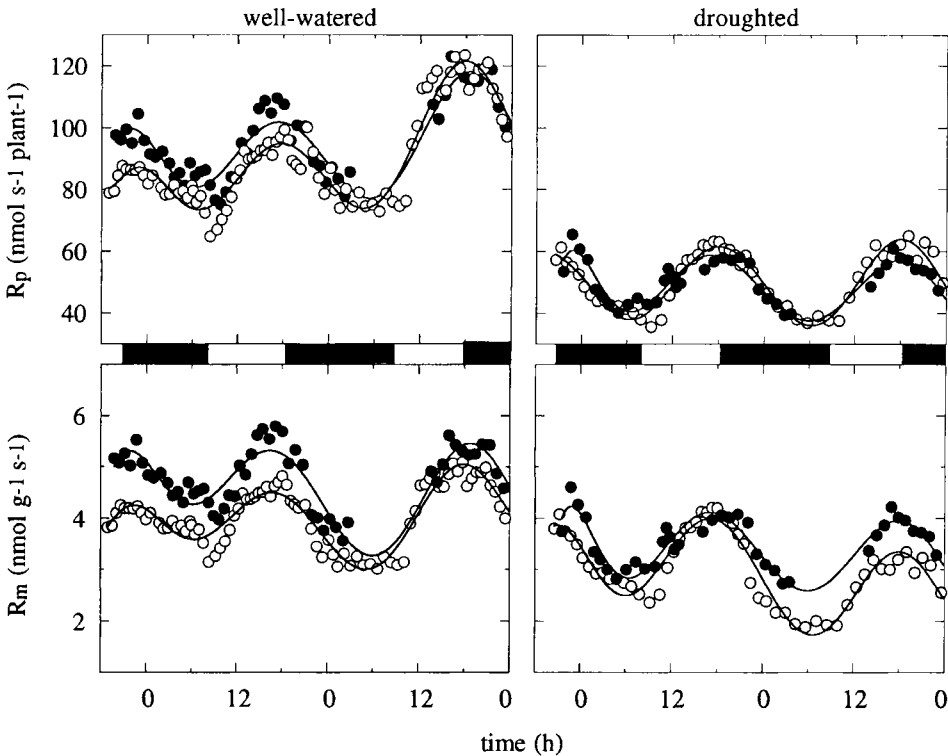 well-watered
droughted
Rp (nmol s-1 plant-1)
120
100
80
60
40
Rm (nmol g-1 s-1)
6
4
2
0 12 0 12 0
0 12 0 12 0
time (h)